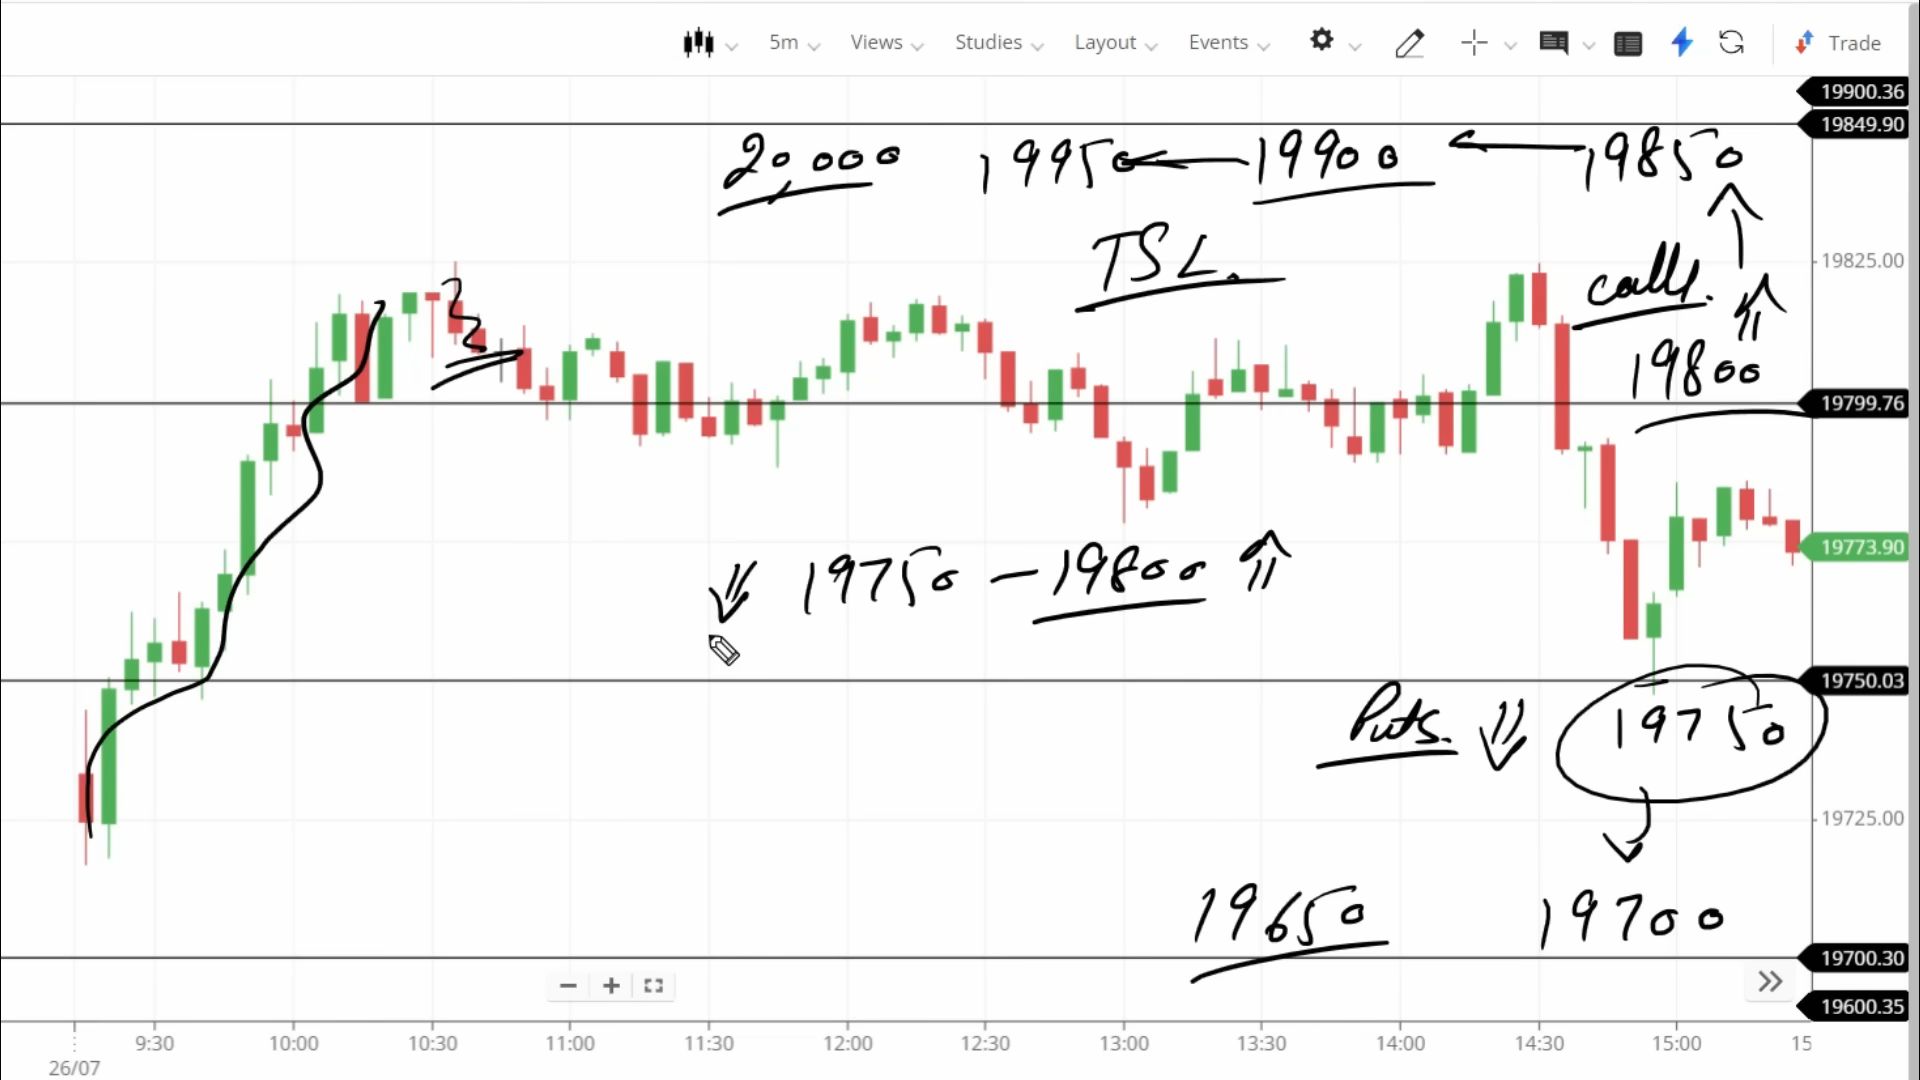 5m Views Studies Layout Events Trade
19900.36
19849.90
20,000 19950 19900 19850
TSL.
19825.00
calls.
19800
19799.76
19750 - 19800
19773.90
19750.03
Puts. 19750
19725.00
19650 19700
19700.30
19600.35
9:30 10:00 10:30 11:00 11:30 12:00 12:30 13:00 13:30 14:00 14:30 15:00 15
26/07